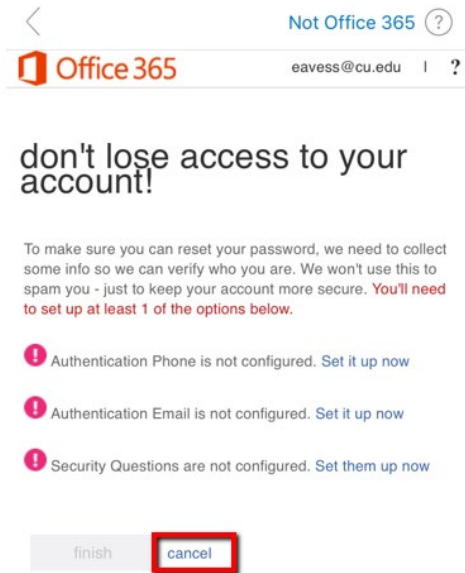 Not Office 365 ?
Office 365 eavess@cu.edu | ?
don't lose access to your
account!
To make sure you can reset your password, we need to collect
some info so we can verify who you are. We won't use this to
spam you - just to keep your account more secure. You'll need
to set up at least 1 of the options below.
! Authentication Phone is not configured. Set it up now
! Authentication Email is not configured. Set it up now
! Security Questions are not configured. Set them up now
finish cancel